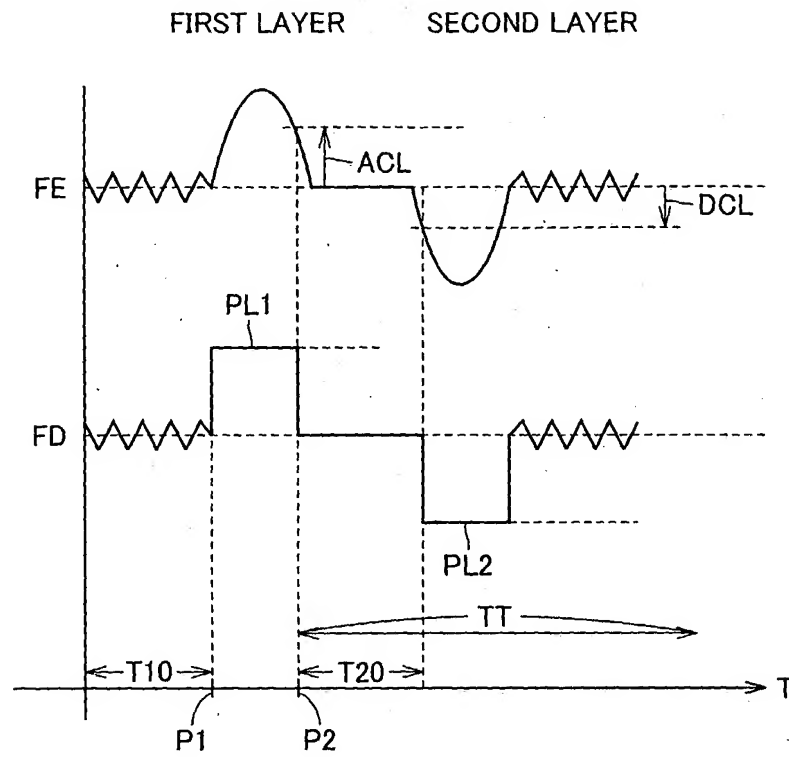 FIRST LAYER SECOND LAYER
ACL
FE
DCL
PL1
FD
PL2
TT
T10 T20
T
P1 P2